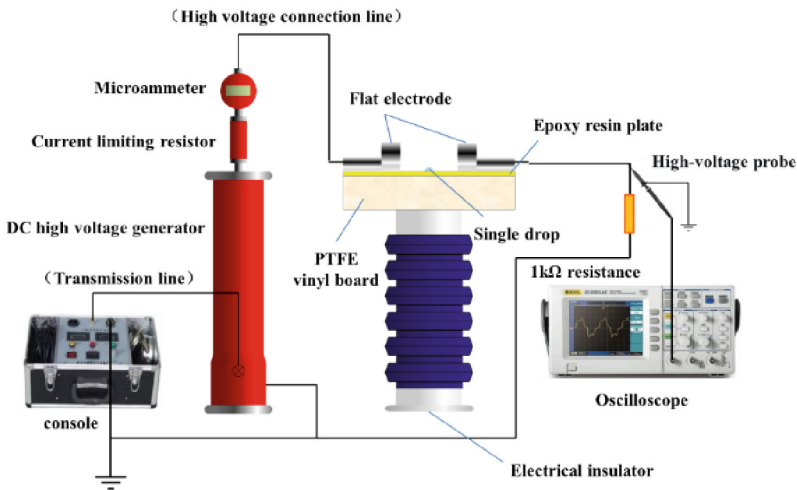 （High voltage connection line）
Microammeter
Flat electrode
Current limiting resistor
Epoxy resin plate
High-voltage probe
DC high voltage generator
Single drop
PTFE
vinyl board
（Transmission line）
1kΩ resistance
RIGOL
console
Oscilloscope
Electrical insulator